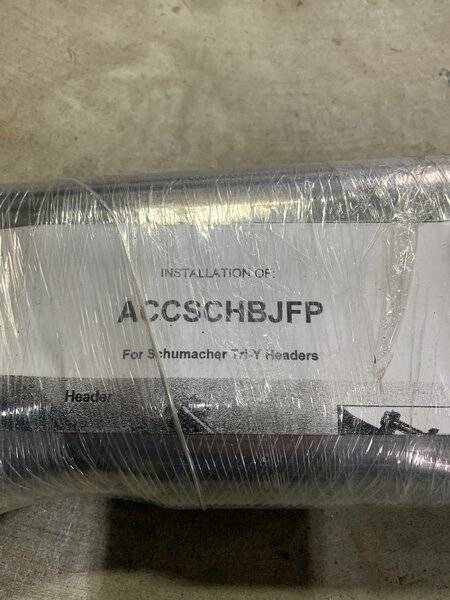 INSTALLATION OF:
ACCSCHBJFP
For Schumacher Tri-Y Headers
Header